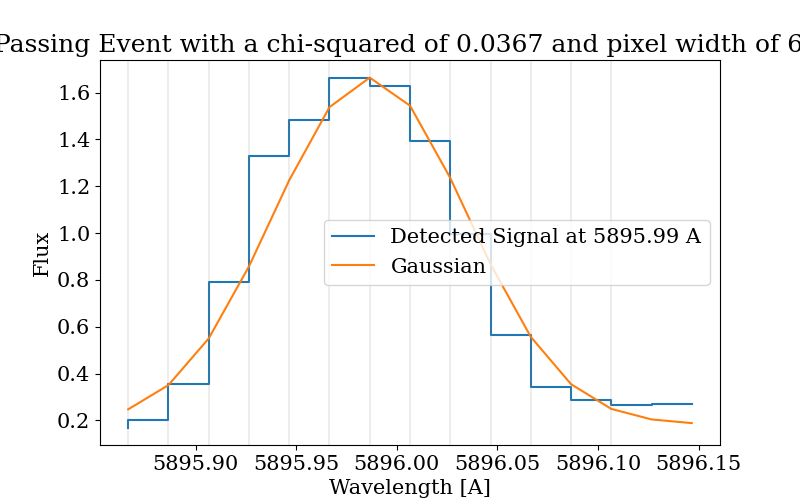 Passing Event with a chi-squared of 0.0367 and pixel width of 6
1.6
1.4
1.2
1.0
0.8
0.6
0.4
0.2
Flux
Detected Signal at 5895.99 A
Gaussian
5895.90 5895.95 5896.00 5896.05 5896.10 5896.15
Wavelength [A]